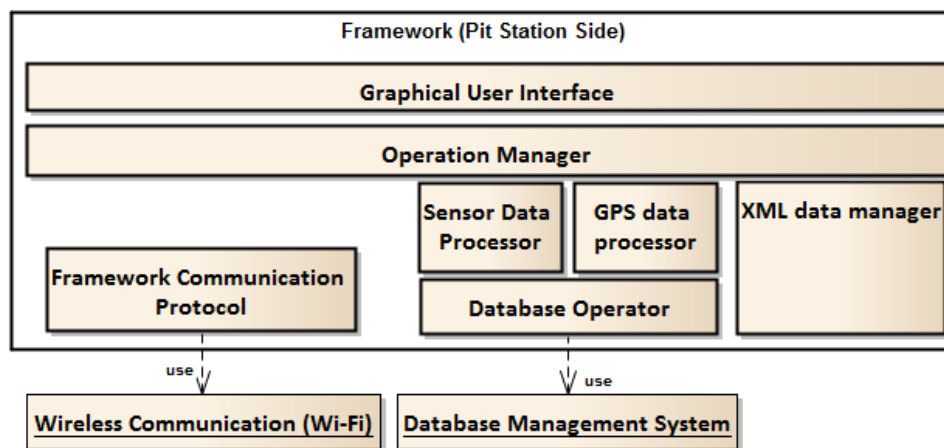 Framework (Pit Station Side)
Graphical User Interface
Operation Manager
Sensor Data
Processor
GPS data
processor
XML data manager
Framework Communication
Protocol
Database Operator
use
use
Wireless Communication (Wi-Fi)
Database Management System